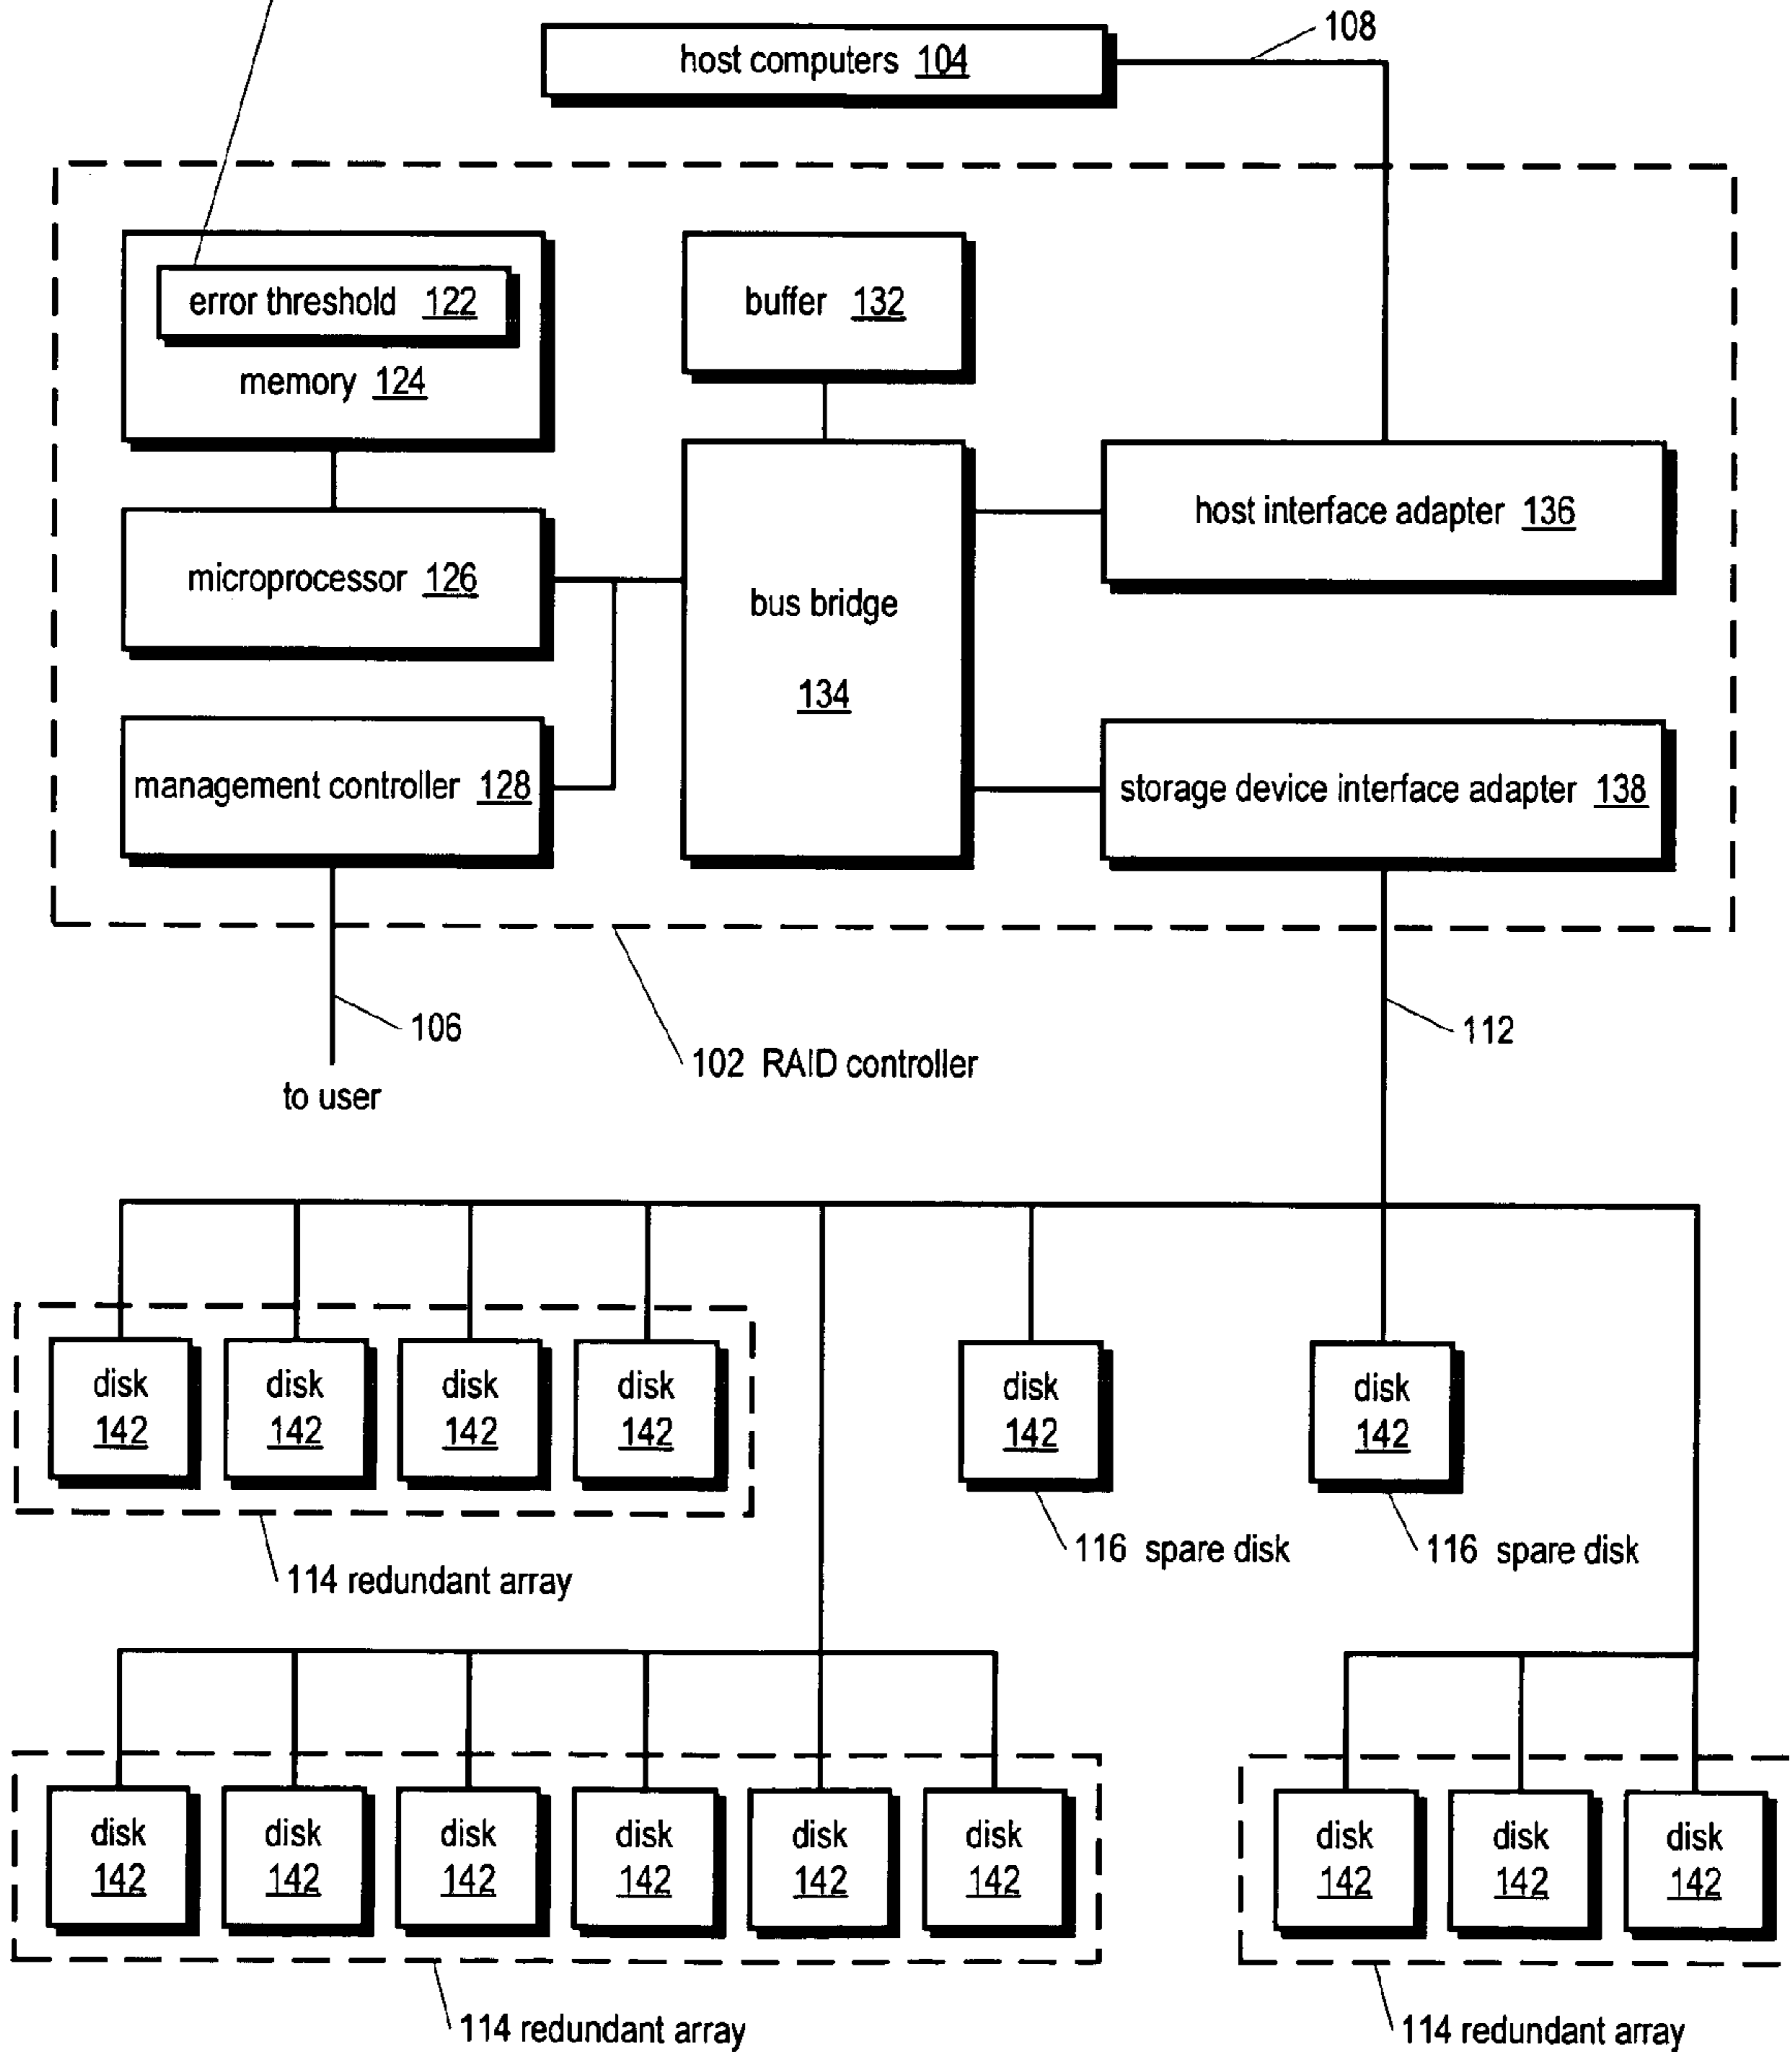 108
host computers 104
error threshold 122
memory 124
buffer 132
host interface adapter 136
microprocessor 126
bus bridge
134
management controller 128
storage device interface adapter 138
106
to user
102 RAID controller
112
disk
142
disk
142
disk
142
disk
142
disk
142
disk
142
116 spare disk
116 spare disk
114 redundant array
disk
142
disk
142
disk
142
disk
142
disk
142
disk
142
disk
142
disk
142
disk
142
114 redundant array
114 redundant array